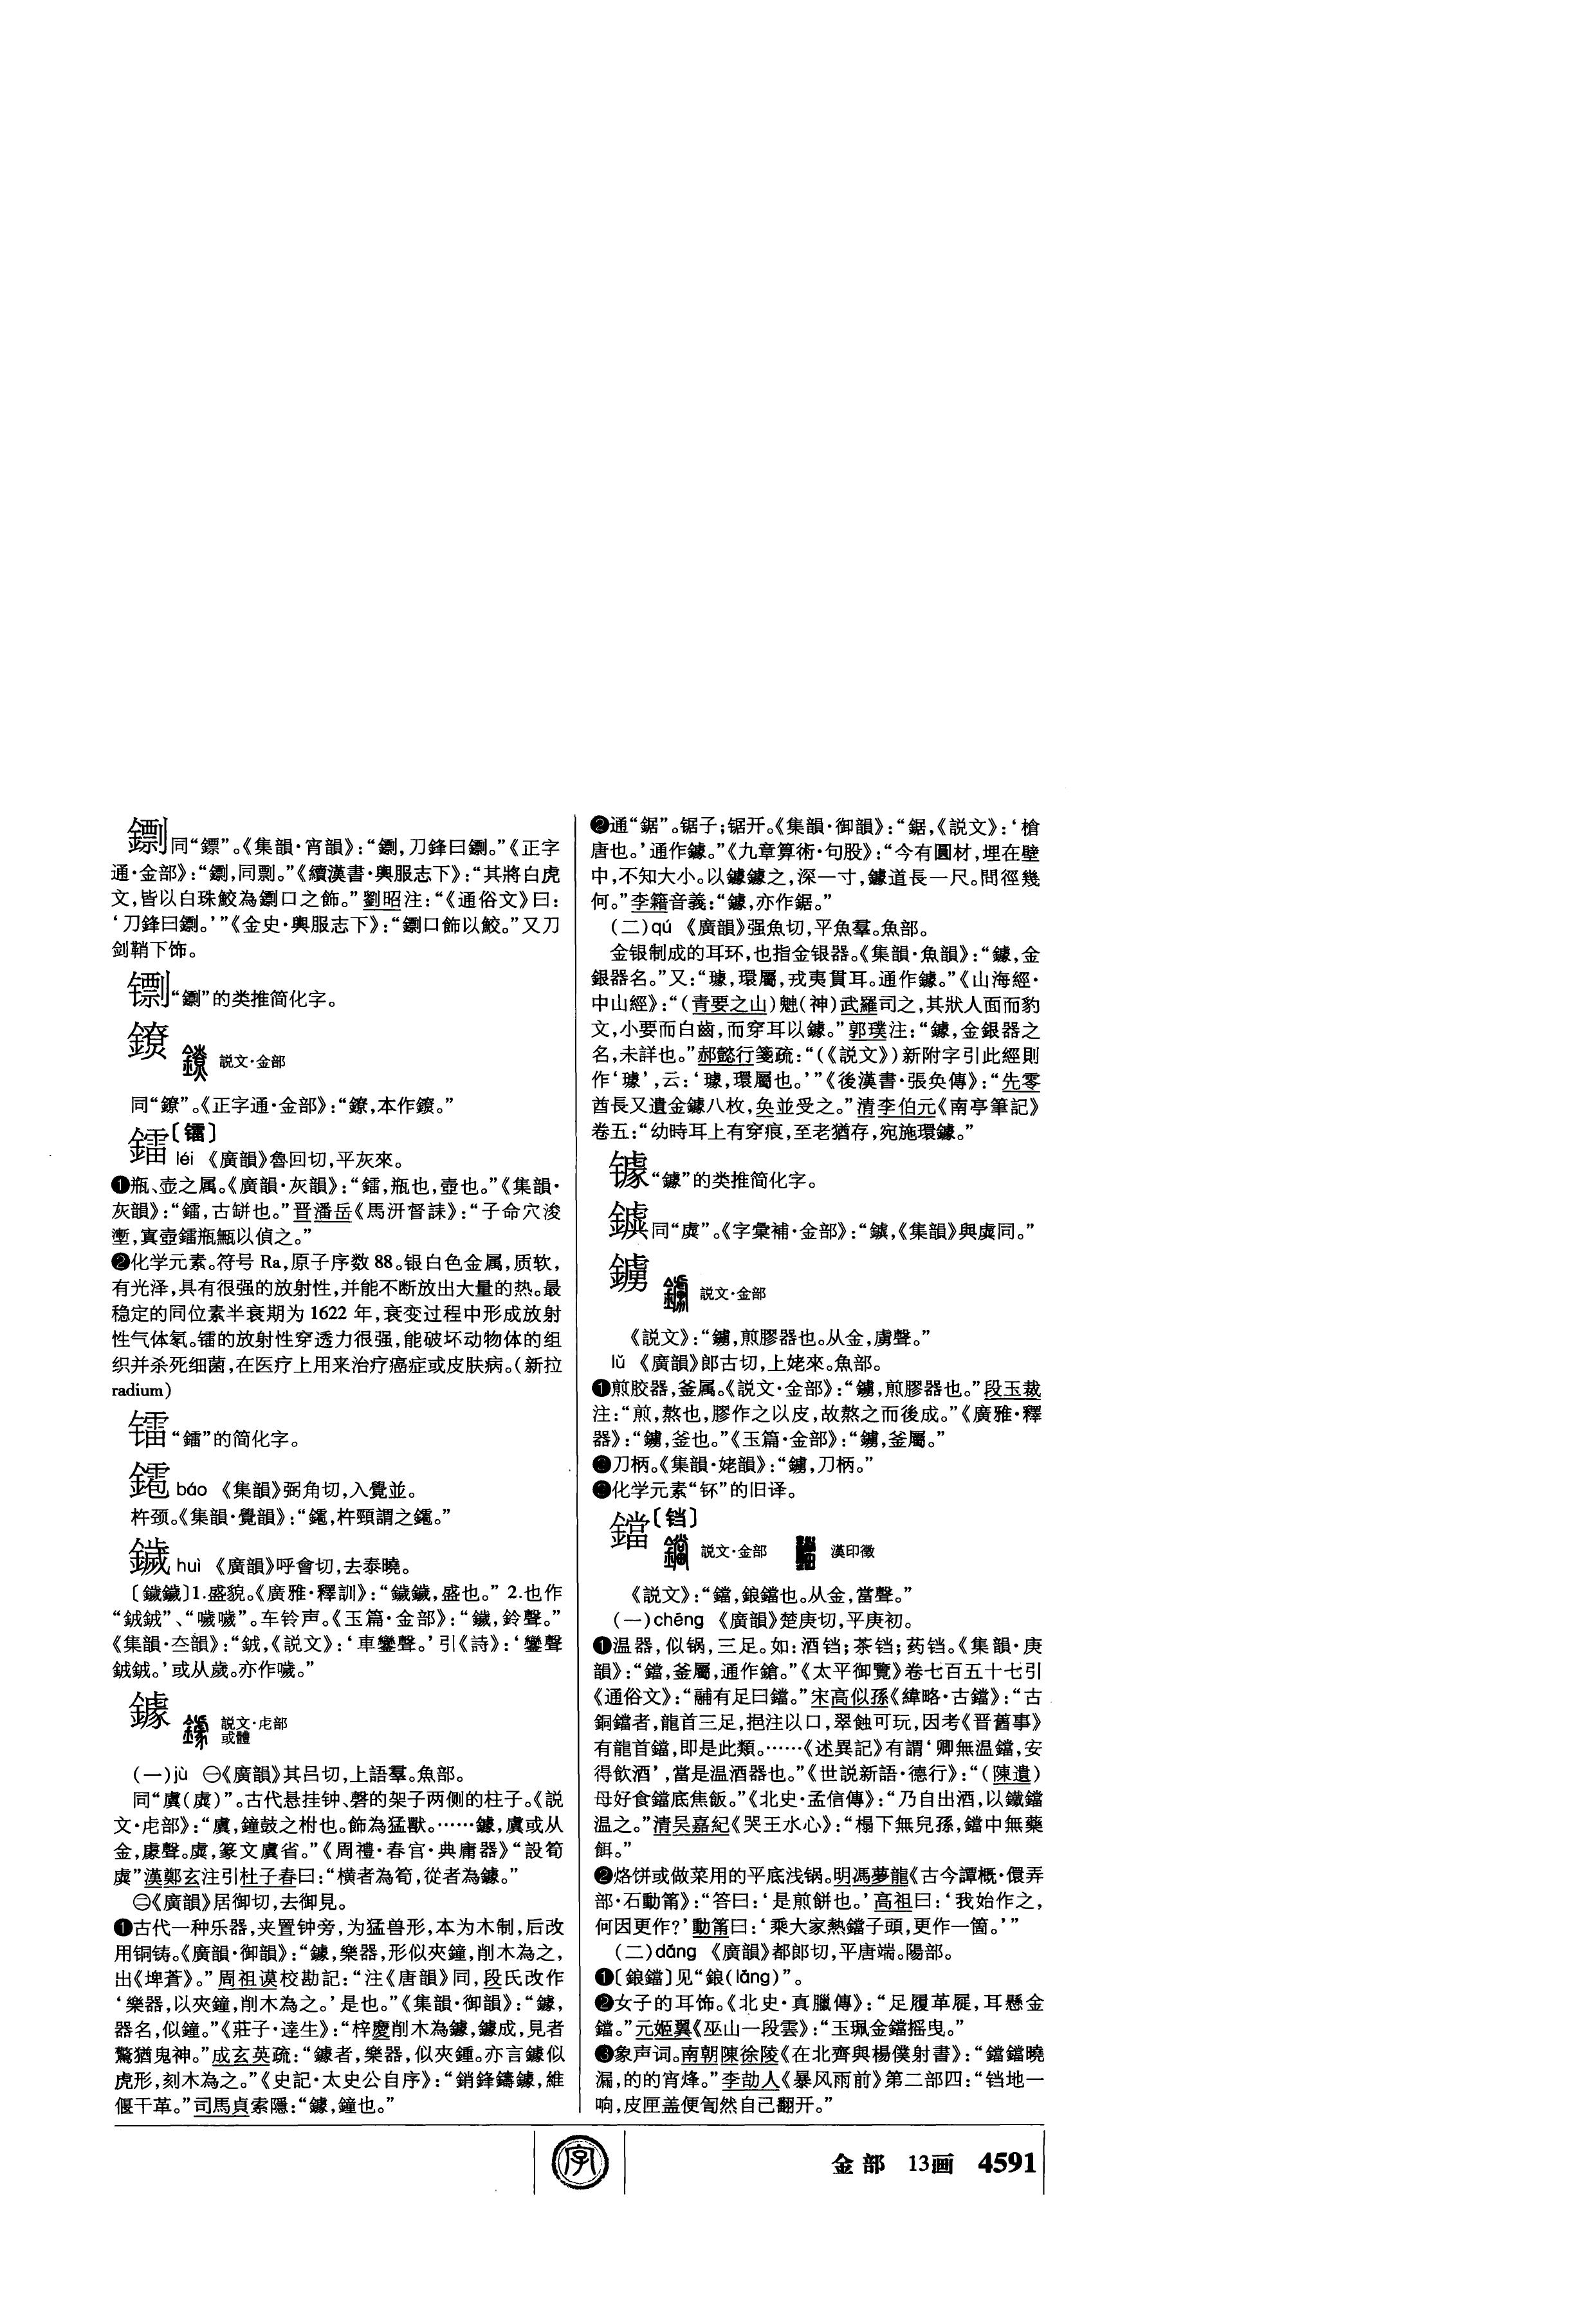 鐗同“鏢”。《集韻·宵韻》：“鐗，刀鋒曰鐗。”《正字
通·金部》：“，同剽。”《續漢書·輿服志下》：“其將白虎
文，皆以白珠鮫為口之飾。”劉昭注：“《通俗文》曰：
‘刀鋒曰。’”《金史·輿服志下》：“口飾以鮫。”又刀
剑鞘下饰。
“”的类推简化字。
説文·金部
同“鐐”。《正字通·金部》：“鐐，本作。”
鐳〔镭〕
léi 《廣韻》魯回切，平灰來。
❶瓶、壶之属。《廣韻·灰韻》：“鐳，瓶也，壺也。”《集韻·
灰韻》：“鐳，古缾也。”晋潘岳《馬汧督誄》：“子命穴浚
壍，寘壺鐳瓶甒以偵之。”
❷化学元素。符号 Ra，原子序数 88。银白色金属，质软，
有光泽，具有很强的放射性，并能不断放出大量的热。最
稳定的同位素半衰期为 1622 年，衰变过程中形成放射
性气体氡。镭的放射性穿透力很强，能破坏动物体的组
织并杀死细菌，在医疗上用来治疗癌症或皮肤病。（新拉
radium）
镭“鐳”的简化字。
báo 《集韻》弼角切，入覺並。
杵颈。《集韻·覺韻》：“，杵頸謂之。”
鐬 huì 《廣韻》呼會切，去泰曉。
〔鐬鐬〕1.盛貌。《廣雅·釋訓》：“鐬鐬，盛也。” 2.也作
“鉞鉞”、“噦噦”。车铃声。《玉篇·金部》：“鐬，鈴聲。”
《集韻·韻》：“鉞，《説文》：‘車鑾聲。’引《詩》：‘鑾聲
鉞鉞。’或从歲。亦作噦。”
鐻 説文·虍部
或體
（一）jù ㊀《廣韻》其吕切，上語羣。魚部。
同“虡（虡）”。古代悬挂钟、磬的架子两侧的柱子。《説
文·虍部》：“虡，鐘鼓之柎也。飾為猛獸。……鐻，虡或从
金，豦聲。虡，篆文虡省。”《周禮·春官·典庸器》“設筍
虡”漢鄭玄注引杜子春曰：“横者為筍，從者為鐻。”
㊁《廣韻》居御切，去御見。
❶古代一种乐器，夹置钟旁，为猛兽形，本为木制，后改
用铜铸。《廣韻·御韻》：“鐻，樂器，形似夾鐘，削木為之，
出《埤蒼》。”周祖谟校勘記：“注《唐韻》同，段氏改作
‘樂器，以夾鐘，削木為之。’是也。”《集韻·御韻》：“鐻，
器名，似鐘。”《莊子·達生》：“梓慶削木為鐻，鐻成，見者
驚猶鬼神。”成玄英疏：“鐻者，樂器，似夾鍾。亦言鐻似
虎形，刻木為之。”《史記·太史公自序》：“銷鋒鑄鐻，維
偃干革。”司馬貞索隱：“鐻，鐘也。”
❷通“鋸”。锯子；锯开。《集韻·御韻》：“鋸，《説文》：‘槍
唐也。’通作鐻。”《九章算術·句股》：“今有圓材，埋在壁
中，不知大小。以鐻鐻之，深一寸，鐻道長一尺。問徑幾
何。”李籍音義：“鐻，亦作鋸。”
（二）qú 《廣韻》强魚切，平魚羣。魚部。
金银制成的耳环，也指金银器。《集韻·魚韻》：“鐻，金
銀器名。”又：“璩，環屬，戎夷貫耳。通作鐻。”《山海經·
中山經》：“（青要之山）䰠（神）武羅司之，其狀人面而豹
文，小要而白齒，而穿耳以鐻。”郭璞注：“鐻，金銀器之
名，未詳也。”郝懿行箋疏：“（《説文》）新附字引此經則
作‘璩’，云：‘璩，環屬也。’”《後漢書·張奂傳》：“先零
酋長又遺金鐻八枚，奂並受之。”清李伯元《南亭筆記》
卷五：“幼時耳上有穿痕，至老猶存，宛施環鐻。”
“鐻”的类推简化字。
同“虡”。《字彙補·金部》：“，《集韻》與虡同。”
鐪 説文·金部
《説文》：“鐪，煎膠器也。从金，虜聲。”
lǔ 《廣韻》郎古切，上姥來。魚部。
❶煎胶器，釜属。《説文·金部》：“鐪，煎膠器也。”段玉裁
注：“煎，熬也，膠作之以皮，故熬之而後成。”《廣雅·釋
器》：“鐪，釜也。”《玉篇·金部》：“鐪，釜屬。”
❷刀柄。《集韻·姥韻》：“鐪，刀柄。”
❸化学元素“钚”的旧译。
鐺〔铛〕
説文·金部 漢印徵
《説文》：“鐺，鋃鐺也。从金，當聲。”
（一）chēng 《廣韻》楚庚切，平庚初。
❶温器，似锅，三足。如：酒铛；茶铛；药铛。《集韻·庚
韻》：“鐺，釜屬，通作鎗。”《太平御覽》卷七百五十七引
《通俗文》：“鬴有足曰鐺。”宋高似孫《緯略·古鐺》：“古
銅鐺者，龍首三足，挹注以口，翠蝕可玩，因考《晋舊事》
有龍首鐺，即是此類。……《述異記》有謂‘卿無温鐺，安
得飲酒’，當是温酒器也。”《世説新語·德行》：“（陳遺）
母好食鐺底焦飯。”《北史·孟信傳》：“乃自出酒，以鐵鐺
温之。”清吴嘉紀《哭王水心》：“榻下無兒孫，鐺中無藥
餌。”
❷烙饼或做菜用的平底浅锅。明馮夢龍《古今譚概·儇弄
部·石動筩》：“答曰：‘是煎餅也。’高祖曰：‘我始作之，
何因更作？’動筩曰：‘乘大家熱鐺子頭，更作一箇。’”
（二）dāng 《廣韻》都郎切，平唐端。陽部。
❶〔鋃鐺〕见“鋃（láng）”。
❷女子的耳饰。《北史·真臘傳》：“足履革屣，耳懸金
鐺。”元姬翼《巫山一段雲》：“玉珮金鐺摇曳。”
❸象声词。南朝陳徐陵《在北齊與楊僕射書》：“鐺鐺曉
漏，的的宵烽。”李劼人《暴风雨前》第二部四：“铛地一
响，皮匣盖便訇然自己翻开。”
字
金部 13画 4591